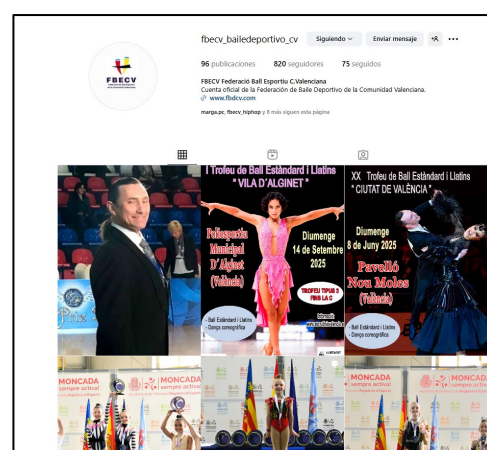 fbecv_bailedeportivo_cv Siguiendo Enviar mensaje
96 publicaciones 820 seguidores 75 seguidos
FBECV
FBECV Federació Ball Esportiu C.Valenciana
Cuenta oficial de la Federación de Baile Deportivo de la Comunidad Valenciana.
www.fbdcv.com
marga.pc, fbecv_hiphop y 8 más siguen esta página
I Trofeu de Ball Estàndard i Llatins
" VILA D'ALGINET "
Poliesportiu
Municipal
D'Alginet
(València)
Diumenge
14 de Setembre
2025
TROFEU TIPUS 3
FINS LA C
- Ball Estàndard i Llatins
- Dança coreogràfica
XX Trofeu de Ball Estàndard i Llatins
"CIUTAT DE VALÈNCIA"
Diumenge
8 de Juny 2025
Pavelló
Nou Moles
(València)
- Ball Estàndard i Llatins
- Dança coreogràfica
MONCADA
sempre activa!
MONCADA
sempre activa!
MONCADA
sempre activa!